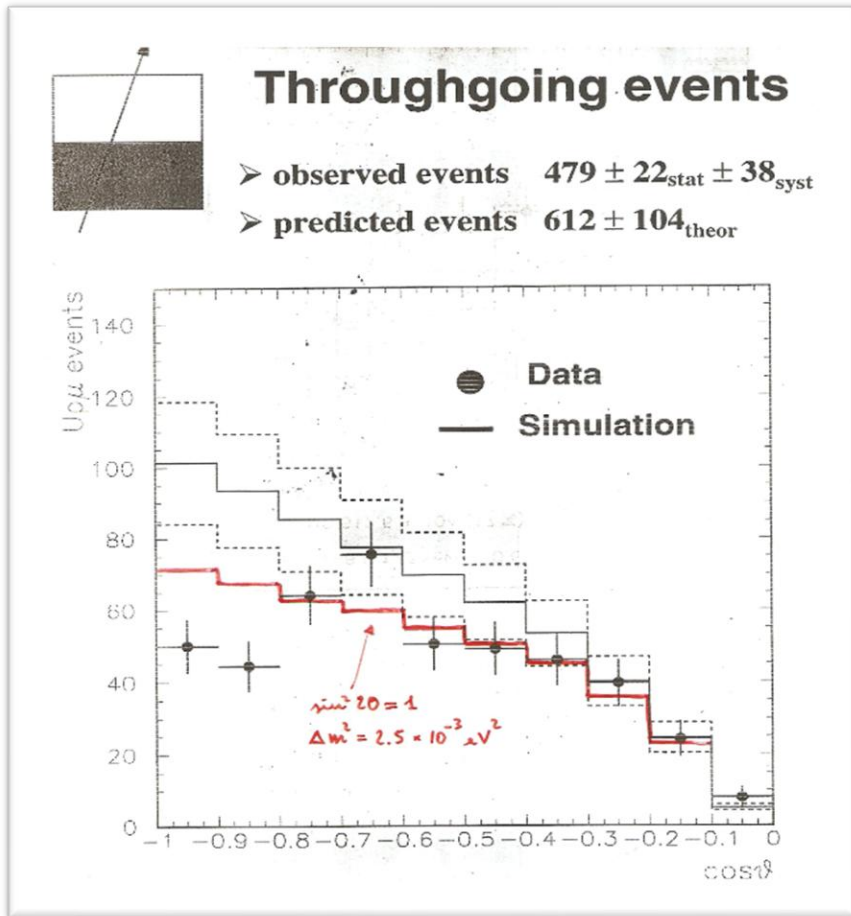 Throughgoing events
➢ observed events 479 ± 22stat ± 38syst
➢ predicted events 612 ± 104theor
Upμ events
140
120
100
80
60
40
20
0
Data
Simulation
sin² 2θ = 1
Δm² = 2.5 × 10⁻³ eV²
-1 -0.9 -0.8 -0.7 -0.6 -0.5 -0.4 -0.3 -0.2 -0.1 0
cosϑ